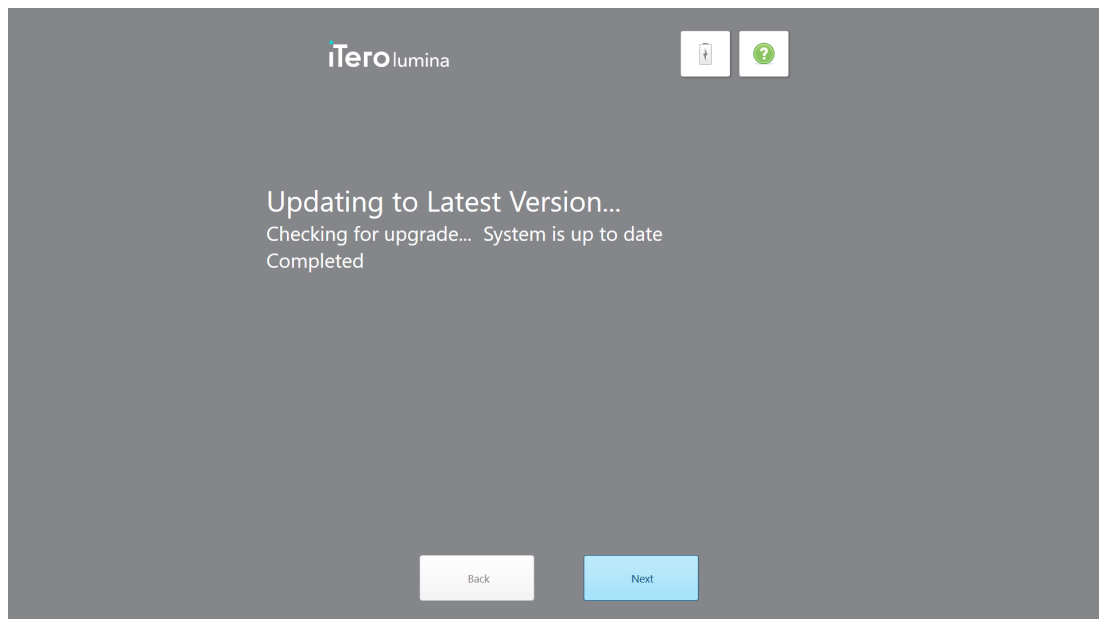 iTero lumina
?
Updating to Latest Version...
Checking for upgrade... System is up to date
Completed
Back
Next